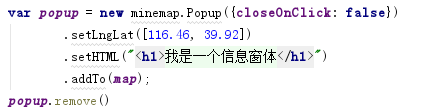 var popup = new minemap.Popup({closeOnClick: false})
.setLngLat([116.46, 39.92])
.setHTML("<h1>我是一个信息窗体</h1>")
.addTo(map);
popup.remove()